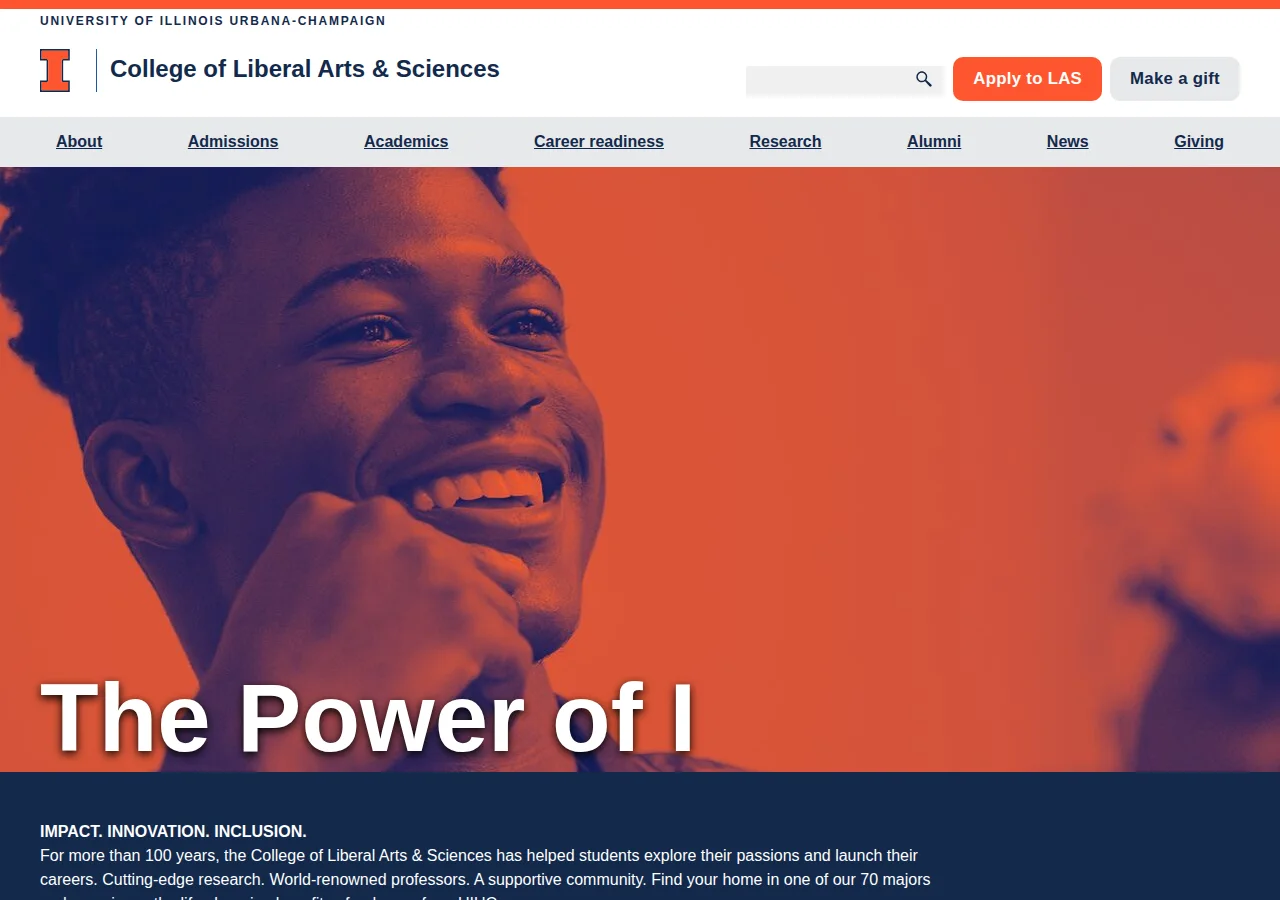 UNIVERSITY OF ILLINOIS URBANA-CHAMPAIGN
College of Liberal Arts & Sciences
Apply to LAS
Make a gift
About
Admissions
Academics
Career readiness
Research
Alumni
News
Giving
The Power of I
IMPACT. INNOVATION. INCLUSION.
For more than 100 years, the College of Liberal Arts & Sciences has helped students explore their passions and launch their
careers. Cutting-edge research. World-renowned professors. A supportive community. Find your home in one of our 70 majors